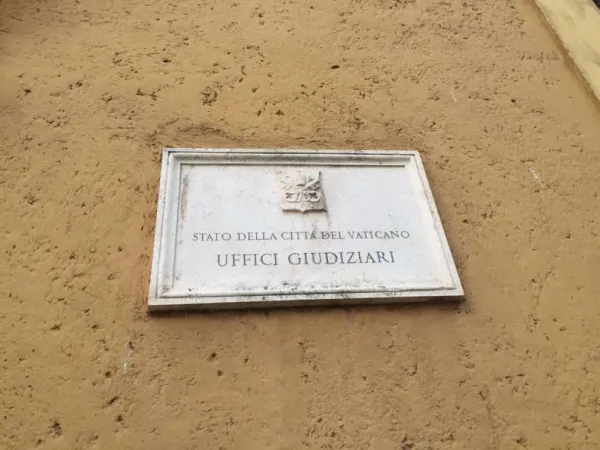 STATO DELLA CITTÀ DEL VATICANO
UFFICI GIUDIZIARI